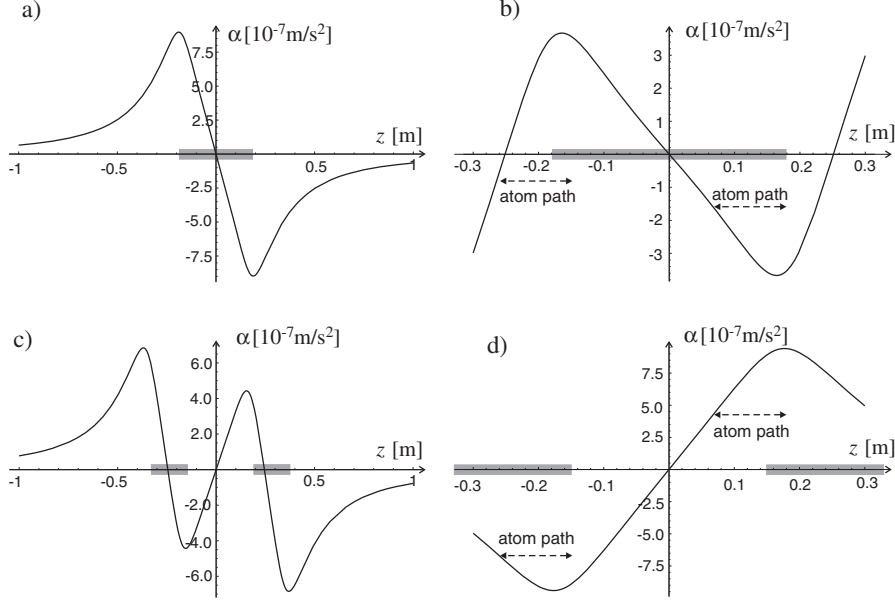 a)
α[10⁻⁷m/s²]
7.5
5.0
2.5
z [m]
-1
-0.5
0.5
1
-2.5
-5.0
-7.5
b)
α[10⁻⁷m/s²]
3
2
1
z [m]
-0.3
-0.2
-0.1
0.1
0.2
0.3
atom path
atom path
-1
-2
-3
c)
α[10⁻⁷m/s²]
6.0
4.0
2.0
z [m]
-1
-0.5
0.5
1
-2.0
-4.0
-6.0
d)
α[10⁻⁷m/s²]
7.5
5.0
2.5
atom path
z [m]
-0.3
-0.2
-0.1
0.1
0.2
0.3
atom path
-2.5
-5.0
-7.5